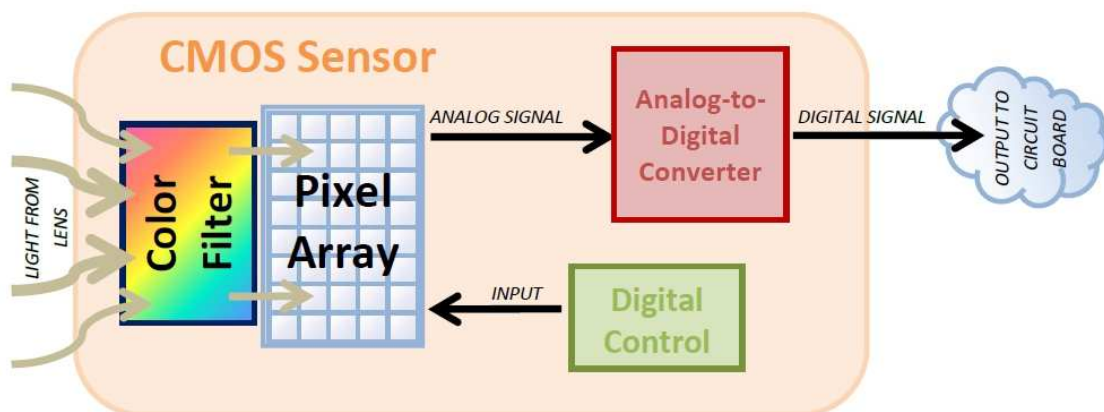 CMOS Sensor
LIGHT FROM
LENS
Color
Filter
Pixel
Array
ANALOG SIGNAL
Analog-to-
Digital
Converter
DIGITAL SIGNAL
OUTPUT TO
CIRCUIT
BOARD
INPUT
Digital
Control